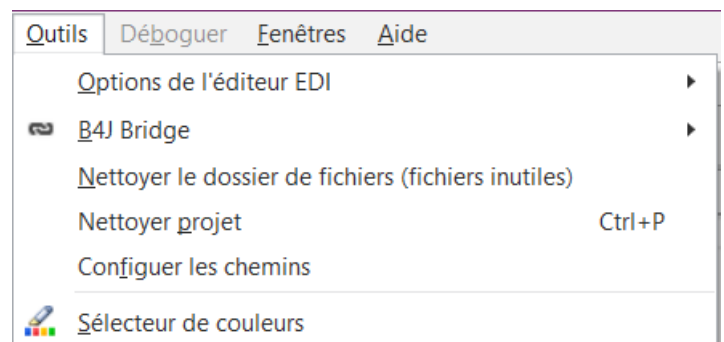 Outils Déboguer Fenêtres Aide
Options de l'éditeur EDI
B4J Bridge
Nettoyer le dossier de fichiers (fichiers inutiles)
Nettoyer projet Ctrl+P
Configuer les chemins
Sélecteur de couleurs